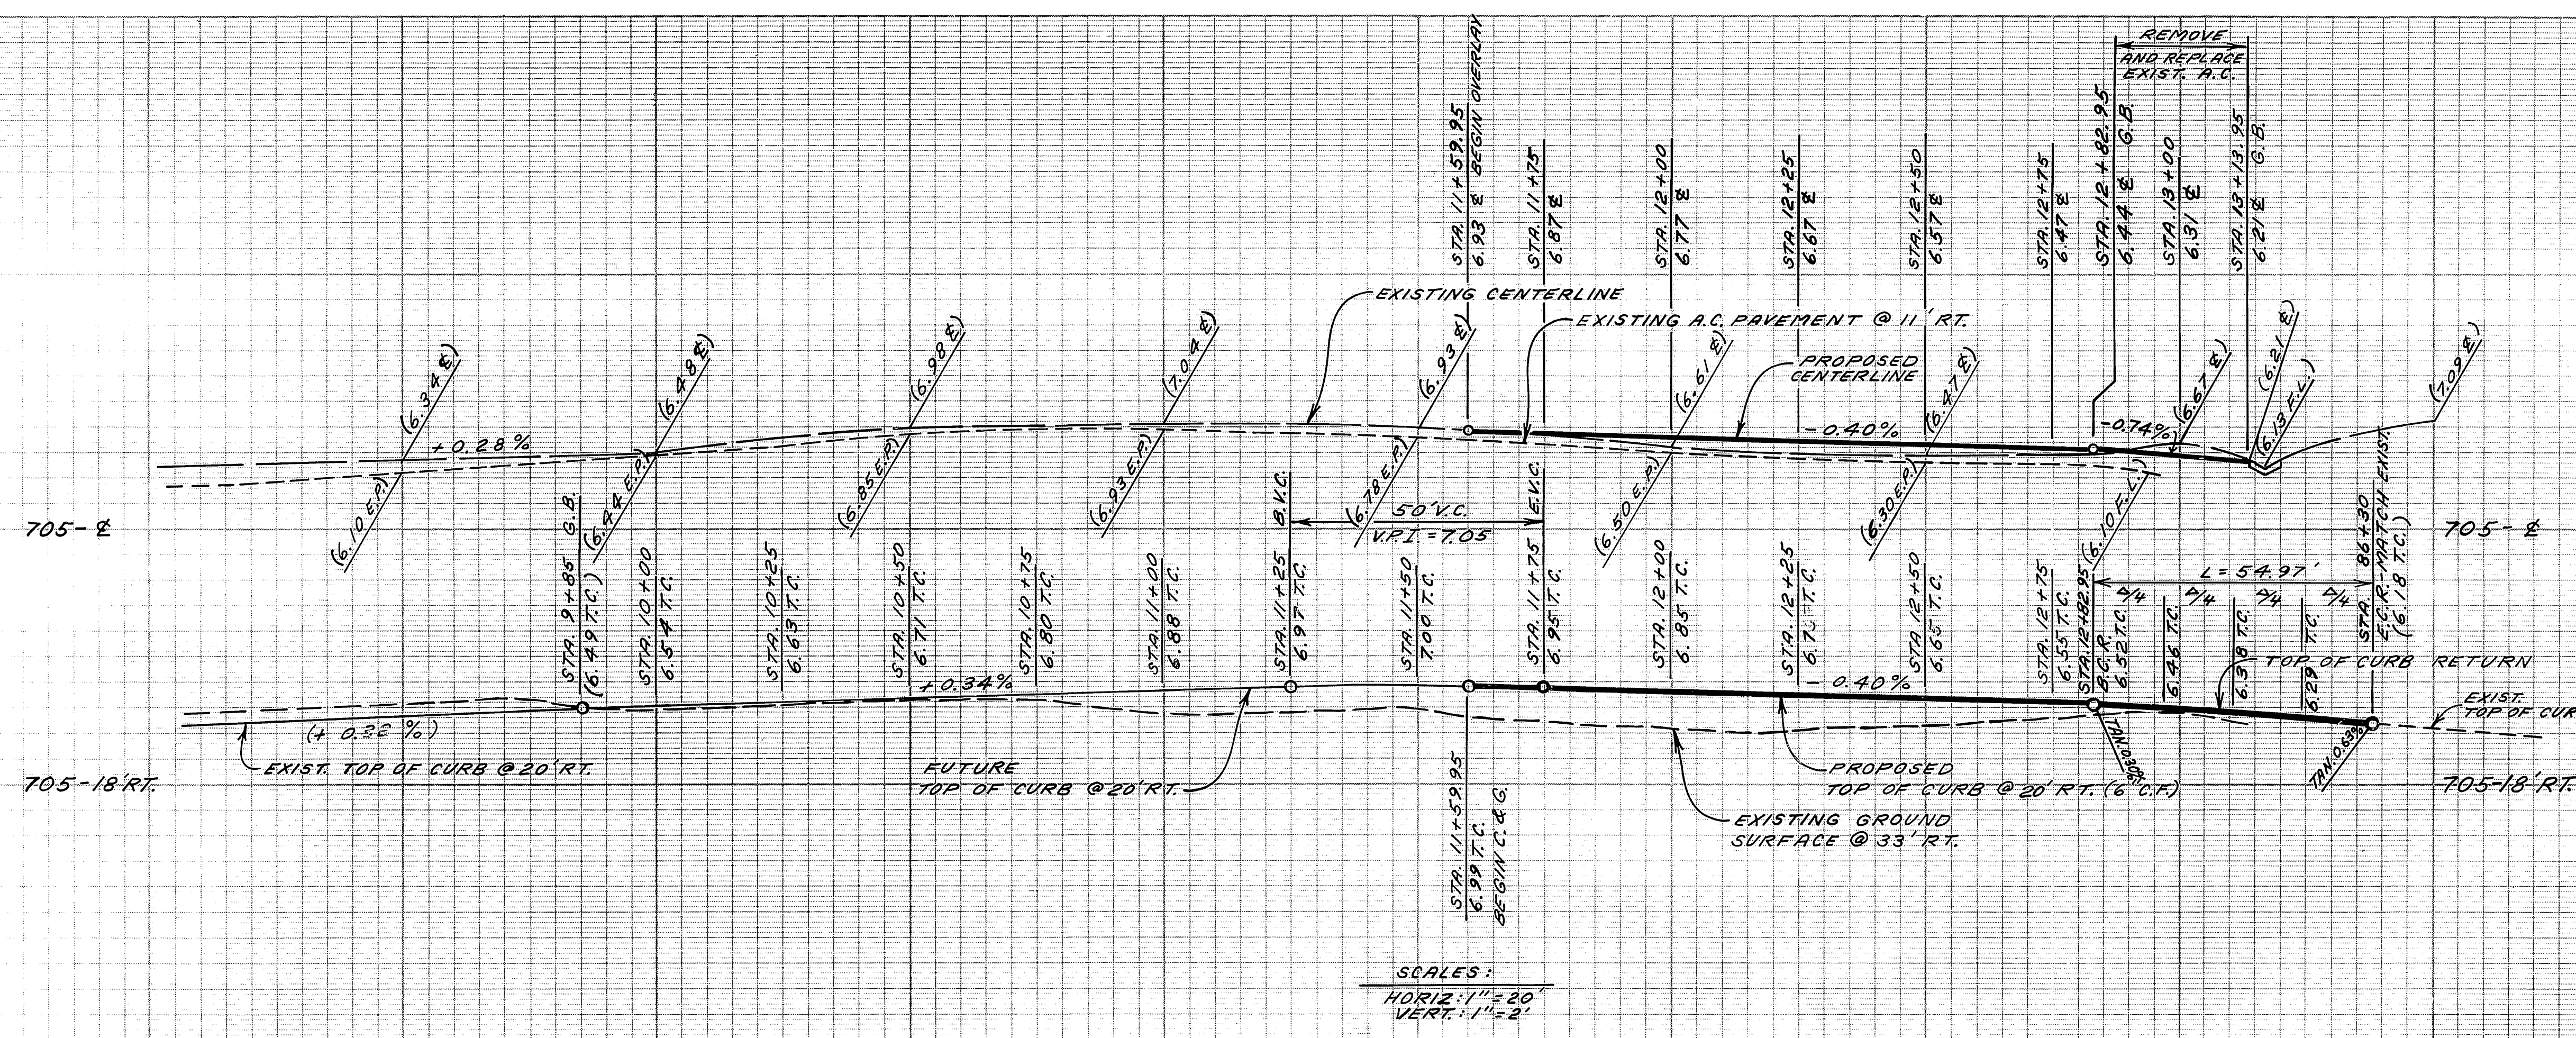 REMOVE
AND REPLACE
EXIST. A.C.
STA. 11+59.95
6.93 ℄ BEGIN OVERLAY
STA. 11+75
6.87 ℄
STA. 12+00
6.77 ℄
STA. 12+25
6.67 ℄
STA. 12+50
6.57 ℄
STA. 12+75
6.47 ℄
STA. 12+82.95
6.44 ℄ G.B.
STA. 13+00
6.31 ℄
STA. 13+13.95
6.21 ℄ G.B.
EXISTING CENTERLINE
EXISTING A.C. PAVEMENT @ 11' RT.
PROPOSED
CENTERLINE
(6.34 ℄)
(6.48 ℄)
(6.98 ℄)
(7.04 ℄)
(6.93 ℄)
(6.61 ℄)
(6.47 ℄)
(6.67 ℄)
(6.21 ℄)
(6.13 F.L.)
(7.09 ℄)
+0.28%
-0.40%
-0.74%
(6.10 E.P.)
(6.44 E.P.)
(6.85 E.P.)
(6.93 E.P.)
(6.78 E.P.)
(6.50 E.P.)
(6.30 E.P.)
(6.10 F.L.)
705-℄
705-℄
B.V.C.
50' V.C.
V.P.I. = 7.05
E.V.C.
STA. 9+85 G.B.
(6.49 T.C.)
STA. 10+00
6.54 T.C.
STA. 10+25
6.63 T.C.
STA. 10+50
6.71 T.C.
STA. 10+75
6.80 T.C.
STA. 11+00
6.88 T.C.
STA. 11+25
6.97 T.C.
STA. 11+50
7.00 T.C.
STA. 11+75
6.95 T.C.
STA. 12+00
6.85 T.C.
STA. 12+25
STA. 12+50
6.65 T.C.
STA. 12+75
6.55 T.C.
STA. 12+82.95
B.C.R.
6.52 T.C.
L = 54.97'
Δ/4
Δ/4
Δ/4
Δ/4
6.46 T.C.
6.38 T.C.
6.29 T.C.
STA. 86+30
E.C.R.-MATCH EXIST.
(6.18 T.C.)
TOP OF CURB RETURN
+0.34%
-0.40%
EXIST.
TOP OF CUR
EXIST. TOP OF CURB @ 20' RT.
FUTURE
TOP OF CURB @ 20' RT.
PROPOSED
TOP OF CURB @ 20' RT. (6" C.F.)
TAN. 0.30%
TAN. 0.63%
705-18' RT.
705-18' RT.
EXISTING GROUND
SURFACE @ 33' RT.
STA. 11+59.95
6.99 T.C.
BEGIN C. & G.
SCALES:
HORIZ: 1"=20'
VERT.: 1"=2'